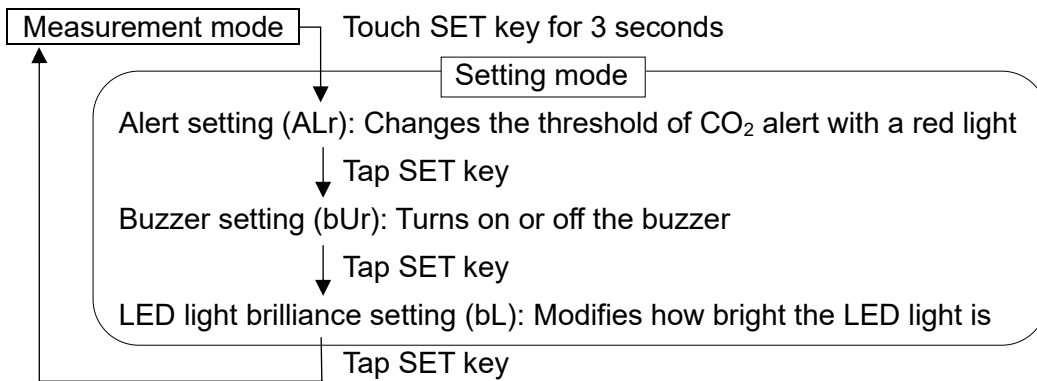 Measurement mode Touch SET key for 3 seconds
Setting mode
Alert setting (ALr): Changes the threshold of CO₂ alert with a red light
Tap SET key
Buzzer setting (bUr): Turns on or off the buzzer
Tap SET key
LED light brilliance setting (bL): Modifies how bright the LED light is
Tap SET key